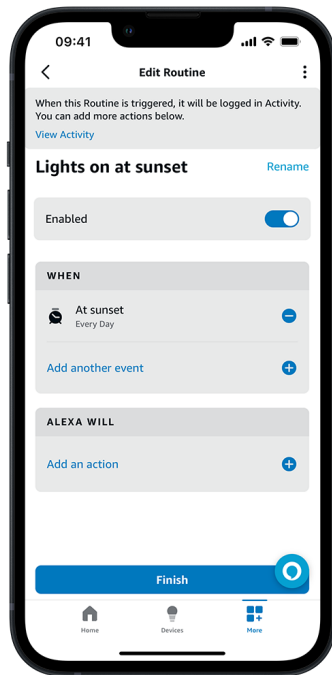 09:41
Edit Routine
When this Routine is triggered, it will be logged in Activity.
You can add more actions below.
View Activity
Lights on at sunset
Rename
Enabled
WHEN
At sunset
Every Day
Add another event
ALEXA WILL
Add an action
Finish
Home
Devices
More